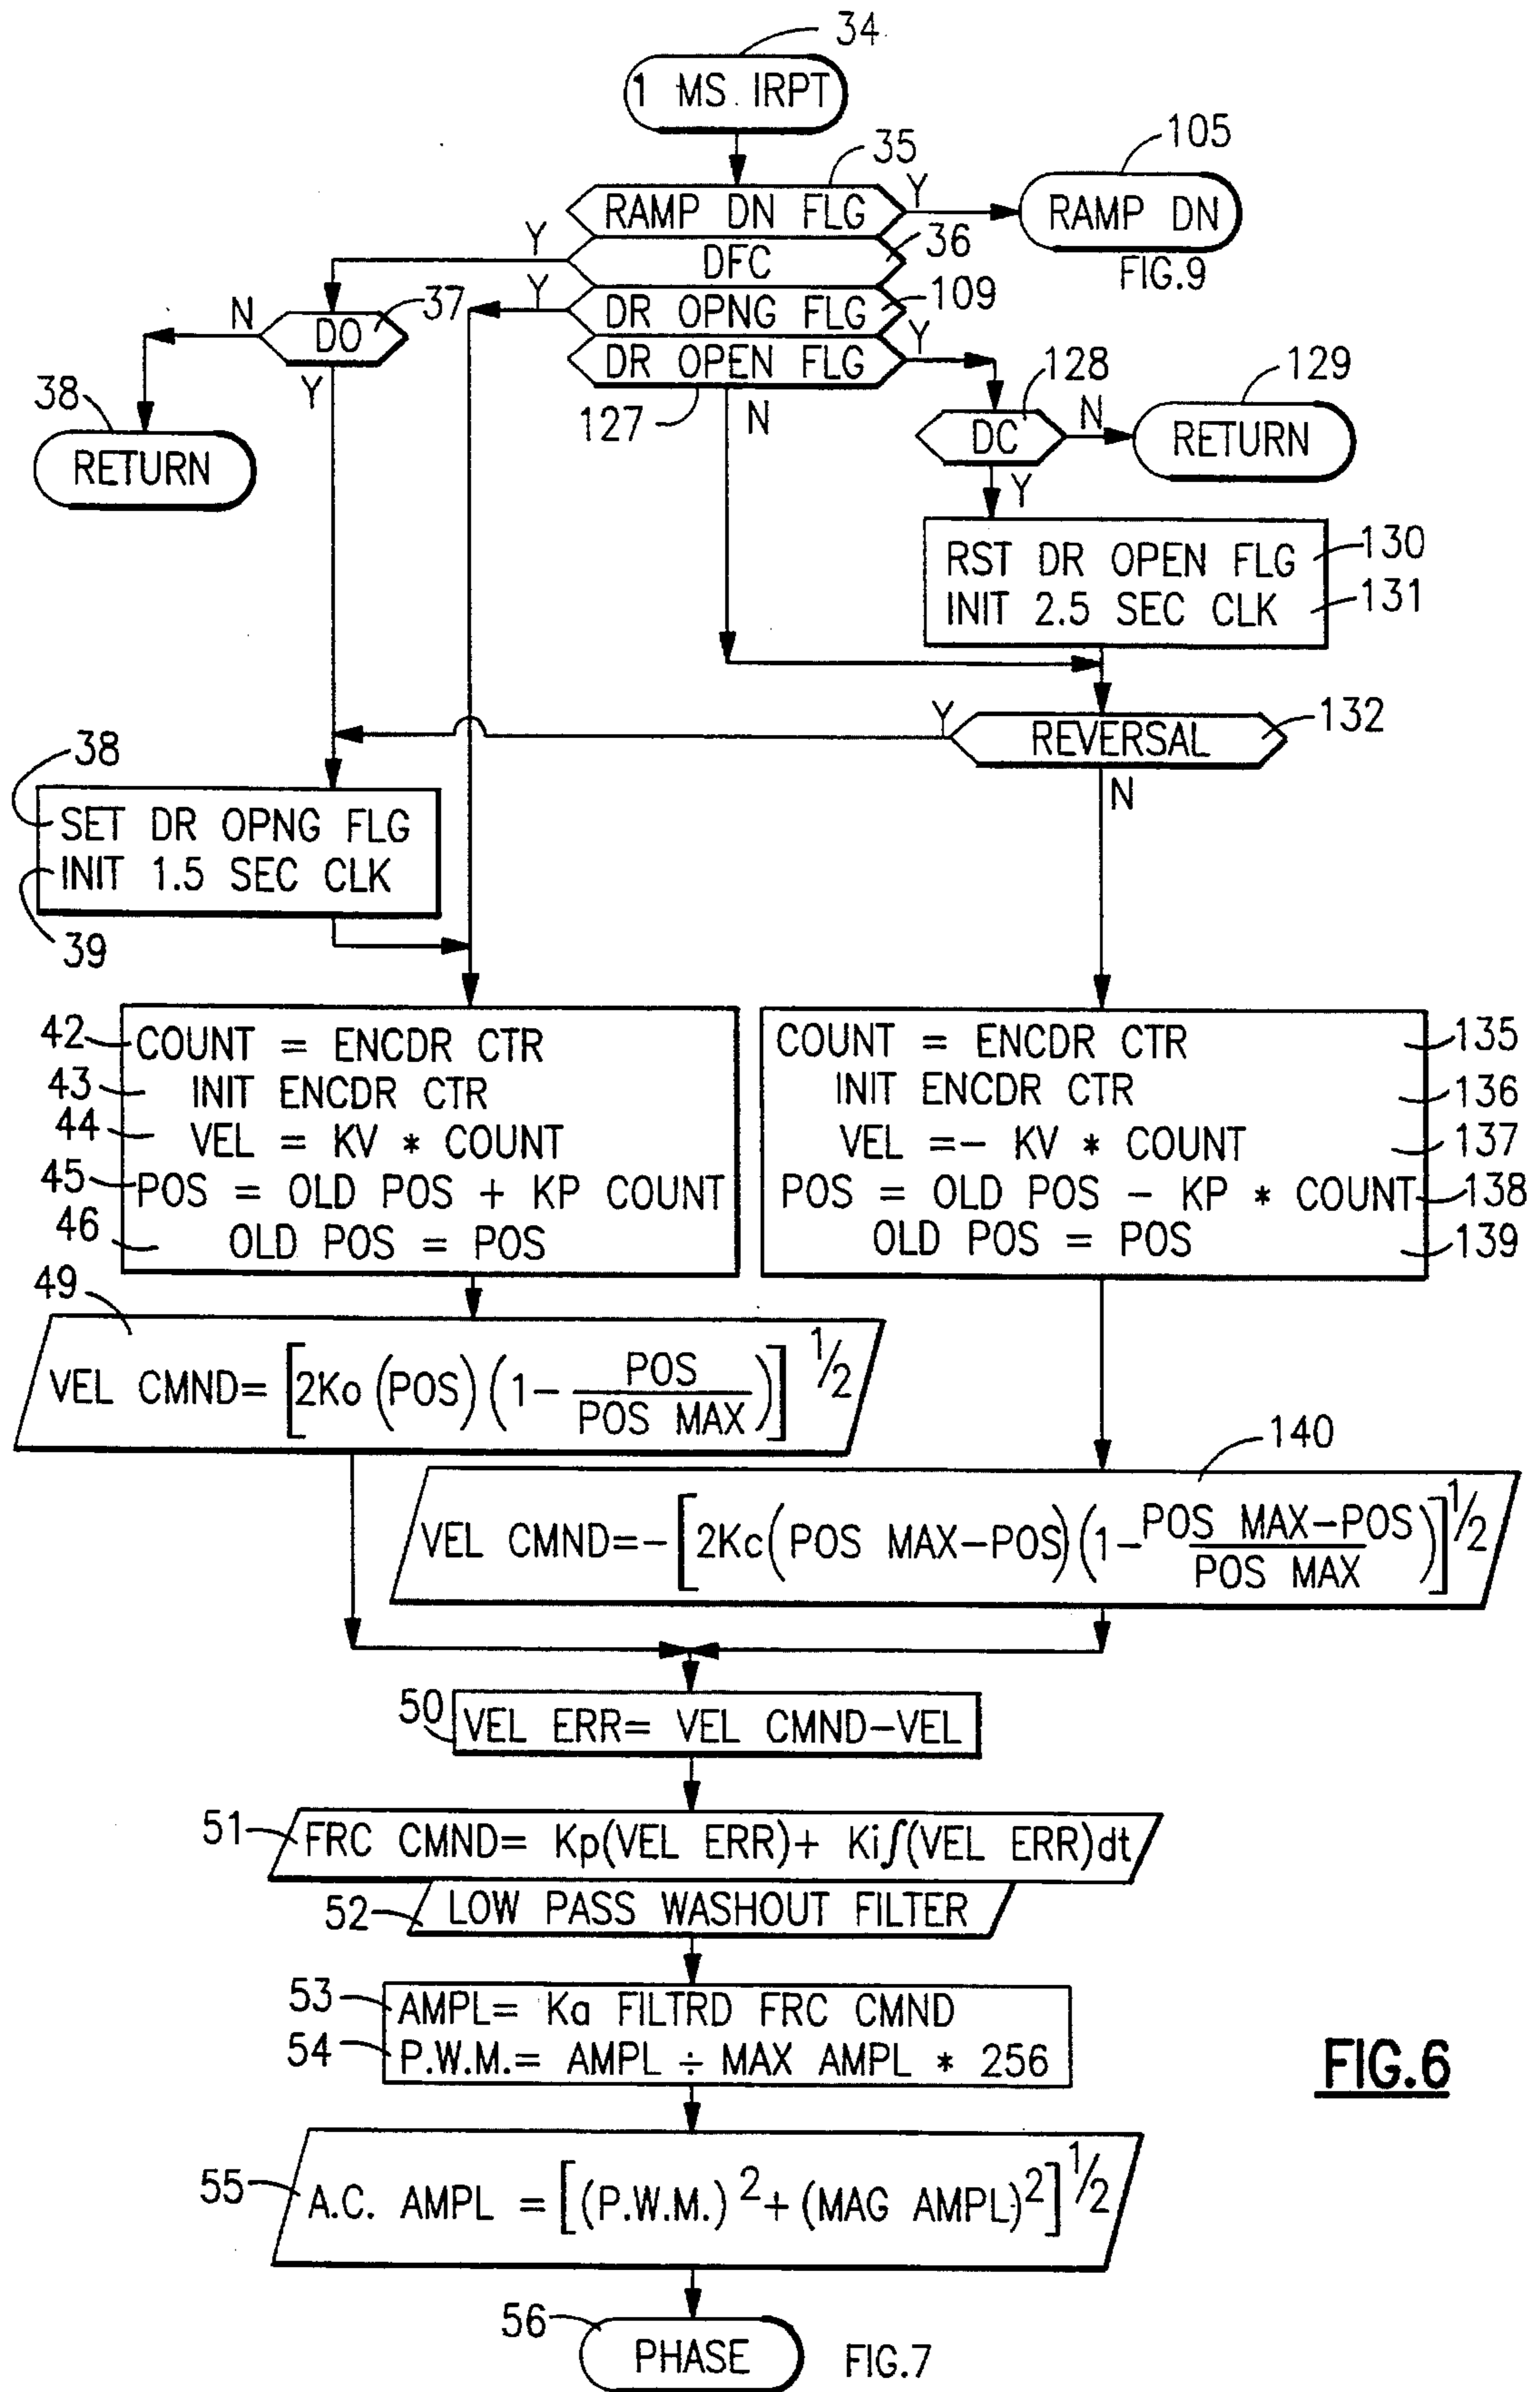 34
1 MS. IRPT
35
105
RAMP DN FLG
Y
RAMP DN
FIG.9
Y
DFC
36
Y
DR OPNG FLG
109
N
DO
37
DR OPEN FLG
Y
127
N
Y
38
RETURN
128
DC
N
129
RETURN
Y
RST DR OPEN FLG
130
INIT 2.5 SEC CLK
131
Y
REVERSAL
132
N
38
SET DR OPNG FLG
INIT 1.5 SEC CLK
39
42
COUNT = ENCDR CTR
43
INIT ENCDR CTR
44
VEL = KV * COUNT
45
POS = OLD POS + KP COUNT
46
OLD POS = POS
COUNT = ENCDR CTR
135
INIT ENCDR CTR
136
VEL =- KV * COUNT
137
POS = OLD POS - KP * COUNT
138
OLD POS = POS
139
49
VEL CMND= [2Ko (POS) (1- POS / POS MAX)] 1/2
140
VEL CMND=- [2Kc(POS MAX-POS) (1- POS MAX-POS / POS MAX)] 1/2
50
VEL ERR= VEL CMND-VEL
51
FRC CMND= Kp(VEL ERR)+ Ki∫(VEL ERR)dt
52
LOW PASS WASHOUT FILTER
53
AMPL= Ka FILTRD FRC CMND
54
P.W.M.= AMPL ÷ MAX AMPL * 256
FIG.6
55
A.C. AMPL = [(P.W.M.) 2 + (MAG AMPL) 2] 1/2
56
PHASE
FIG.7